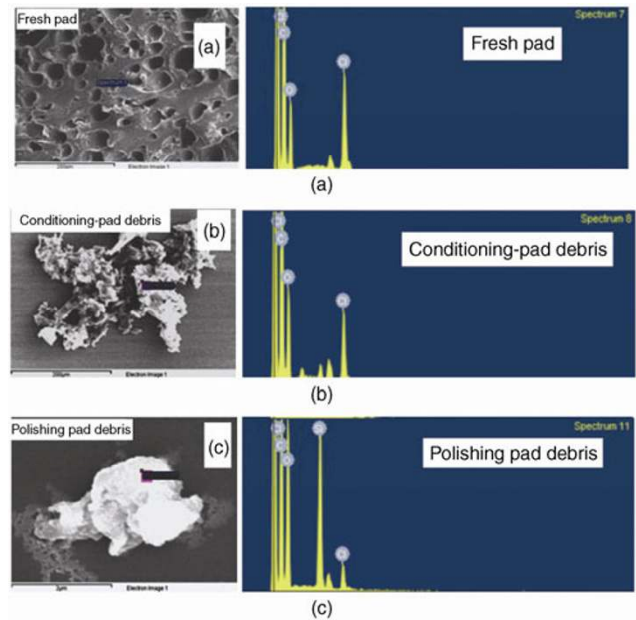 Fresh pad
(a)
200µm
Electron Image 1
Spectrum 7
Fresh pad
(a)
Conditioning-pad debris
(b)
Electron Image 1
Spectrum 8
Conditioning-pad debris
(b)
Polishing pad debris
(c)
Electron Image 1
Spectrum 11
Polishing pad debris
(c)